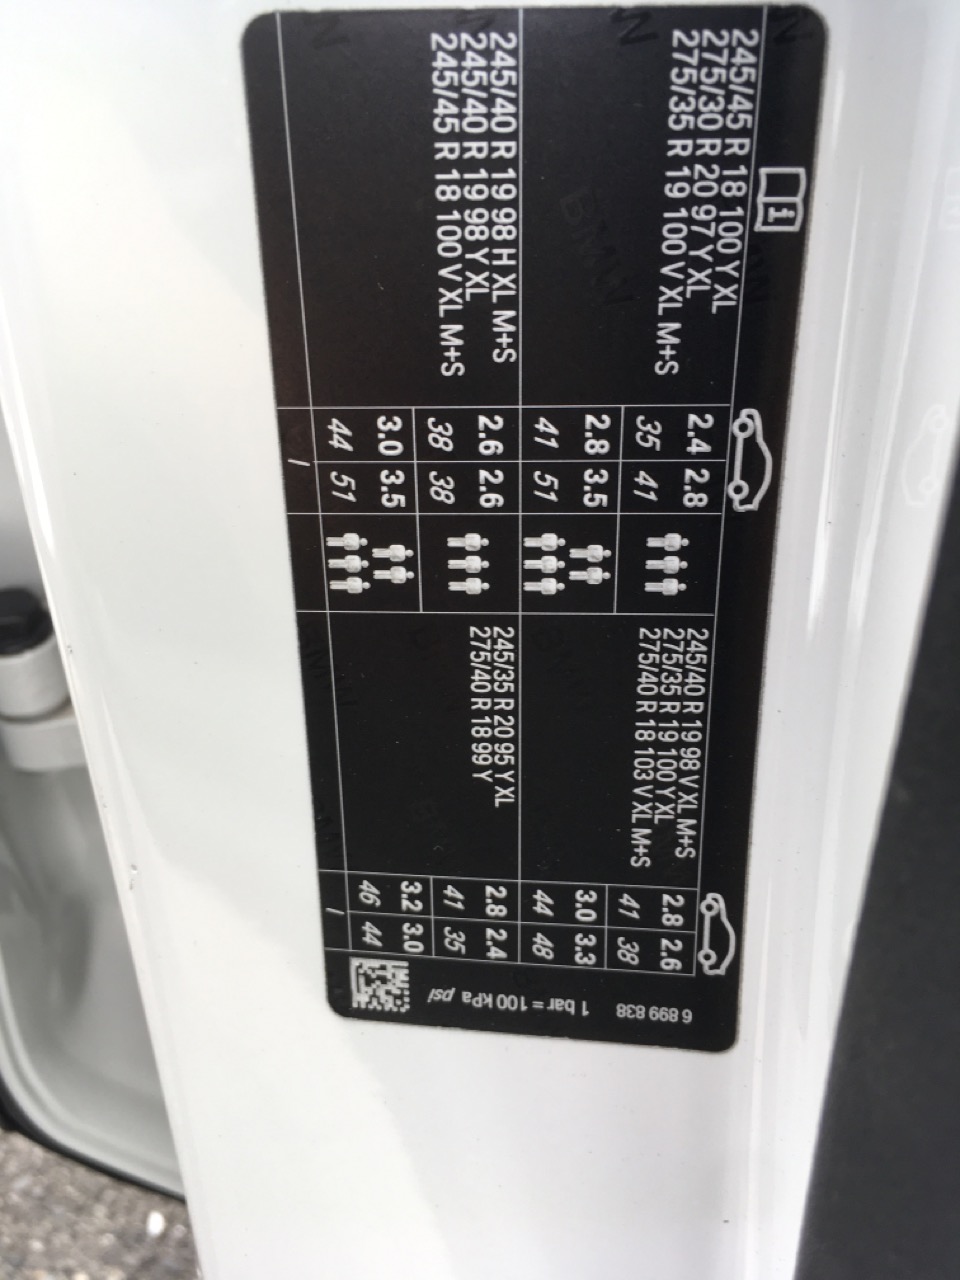 245/45 R 18 100 Y XL
275/30 R 20 97 Y XL
275/35 R 19 100 V XL M+S
2.4 2.8
35 41
2.8 3.5
41 51
245/40 R 19 98 V XL M+S
275/35 R 19 100 Y XL
275/40 R 18 103 V XL M+S
2.8 2.6
41 38
3.0 3.3
44 48
245/40 R 19 98 H XL M+S
245/40 R 19 98 Y XL
245/45 R 18 100 V XL M+S
2.6 2.6
38 38
3.0 3.5
44 51
245/35 R 20 95 Y XL
275/40 R 18 99 Y
2.8 2.4
41 35
3.2 3.0
46 44
/
/
6 899 838
1 bar = 100 kPa psi